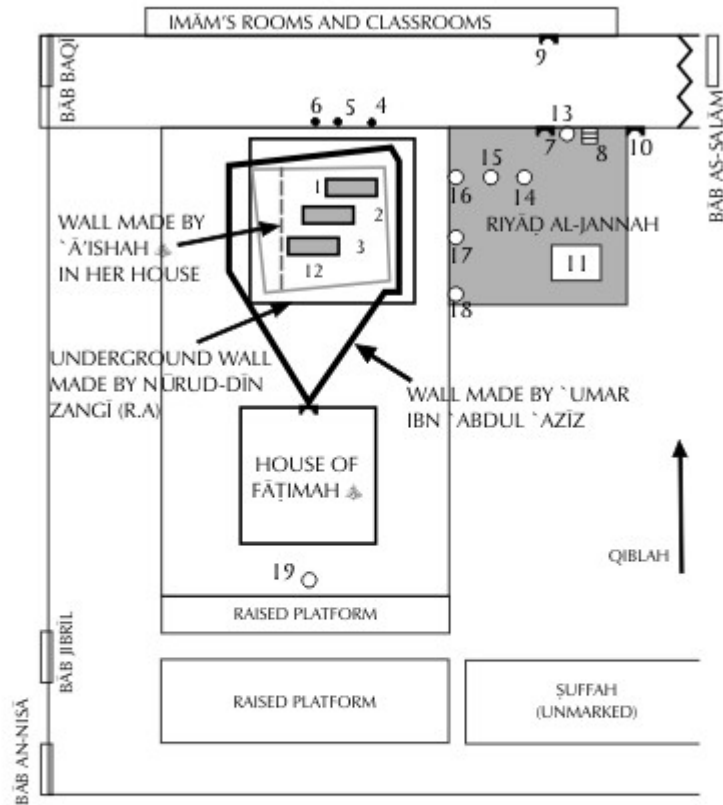 IMĀM'S ROOMS AND CLASSROOMS
BĀB BAQĪ
9
BĀB AS-SALĀM
6 5 4
13
7 8 10
1
2
3
12
16 15 14
RIYĀḌ AL-JANNAH
17
11
18
WALL MADE BY
`Ā'ISHAH
IN HER HOUSE
UNDERGROUND WALL
MADE BY NŪRUD-DĪN
ZANGĪ (R.A)
WALL MADE BY `UMAR
IBN `ABDUL `AZĪZ
HOUSE OF
FĀṬIMAH
QIBLAH
19
RAISED PLATFORM
BĀB JIBRĪL
RAISED PLATFORM
ṢUFFAH
(UNMARKED)
BĀB AN-NISĀ